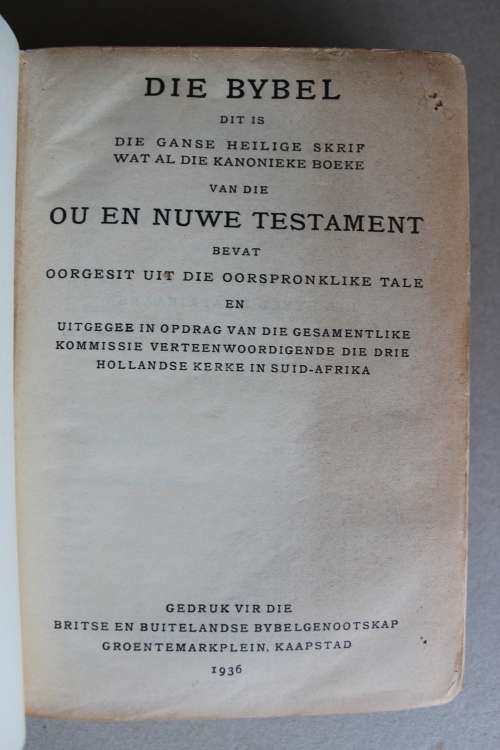 DIE BYBEL
DIT IS
DIE GANSE HEILIGE SKRIF
WAT AL DIE KANONIEKE BOEKE
VAN DIE
OU EN NUWE TESTAMENT
BEVAT
OORGESIT UIT DIE OORSPRONKLIKE TALE
EN
UITGEGEE IN OPDRAG VAN DIE GESAMENTLIKE
KOMMISSIE VERTEENWOORDIGENDE DIE DRIE
HOLLANDSE KERKE IN SUID-AFRIKA
GEDRUK VIR DIE
BRITSE EN BUITELANDSE BYBELGENOOTSKAP
GROENTEMARKPLEIN, KAAPSTAD
1936